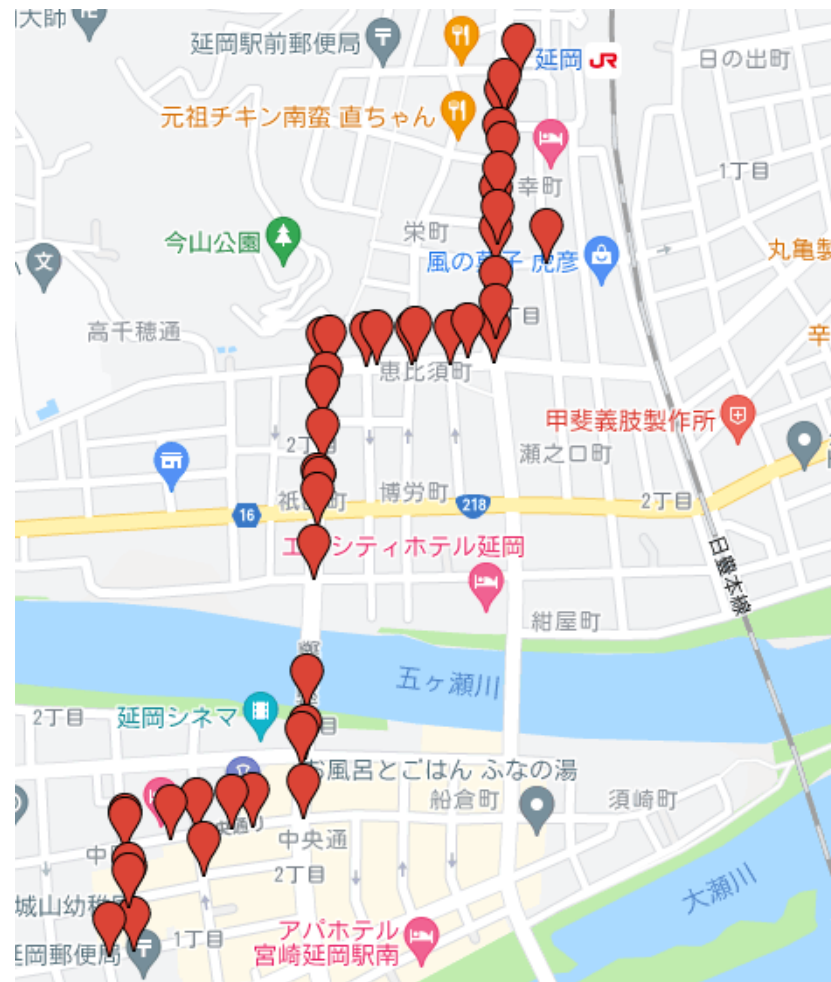 大師
延岡駅前郵便局
延岡 JR
日の出町
元祖チキン南蛮 直ちゃん
幸町
1丁目
栄町
今山公園
文
風の菓子 虎彦
丁目
高千穂通
恵比須町
甲斐義肢製作所
2丁目
瀬之口町
博労町
16
218
2丁目
シティホテル延岡
日豊本線
紺屋町
五ヶ瀬川
2丁目
延岡シネマ
お風呂とごはん ふなの湯
船倉町
須崎町
中央通
2丁目
城山幼稚
大瀬川
1丁目
延岡郵便局
アパホテル
宮崎延岡駅南